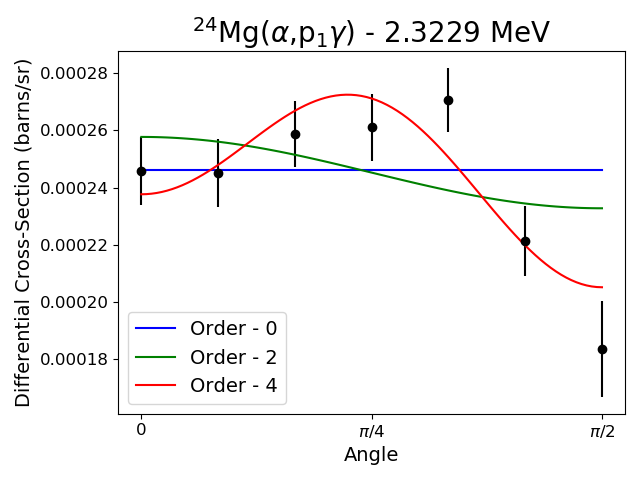 ²⁴Mg(α,p₁γ) - 2.3229 MeV
Differential Cross-Section (barns/sr)
0.00028
0.00026
0.00024
0.00022
0.00020
0.00018
Order - 0
Order - 2
Order - 4
0
π/4
π/2
Angle